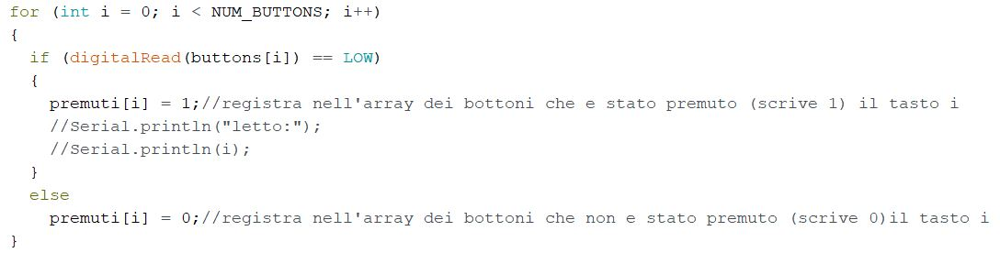 for (int i = 0; i < NUM_BUTTONS; i++)
{
  if (digitalRead(buttons[i]) == LOW)
  {
    premuti[i] = 1;//registra nell'array dei bottoni che e stato premuto (scrive 1) il tasto i
    //Serial.println("letto:");
    //Serial.println(i);
  }
  else
    premuti[i] = 0;//registra nell'array dei bottoni che non e stato premuto (scrive 0)il tasto i
}